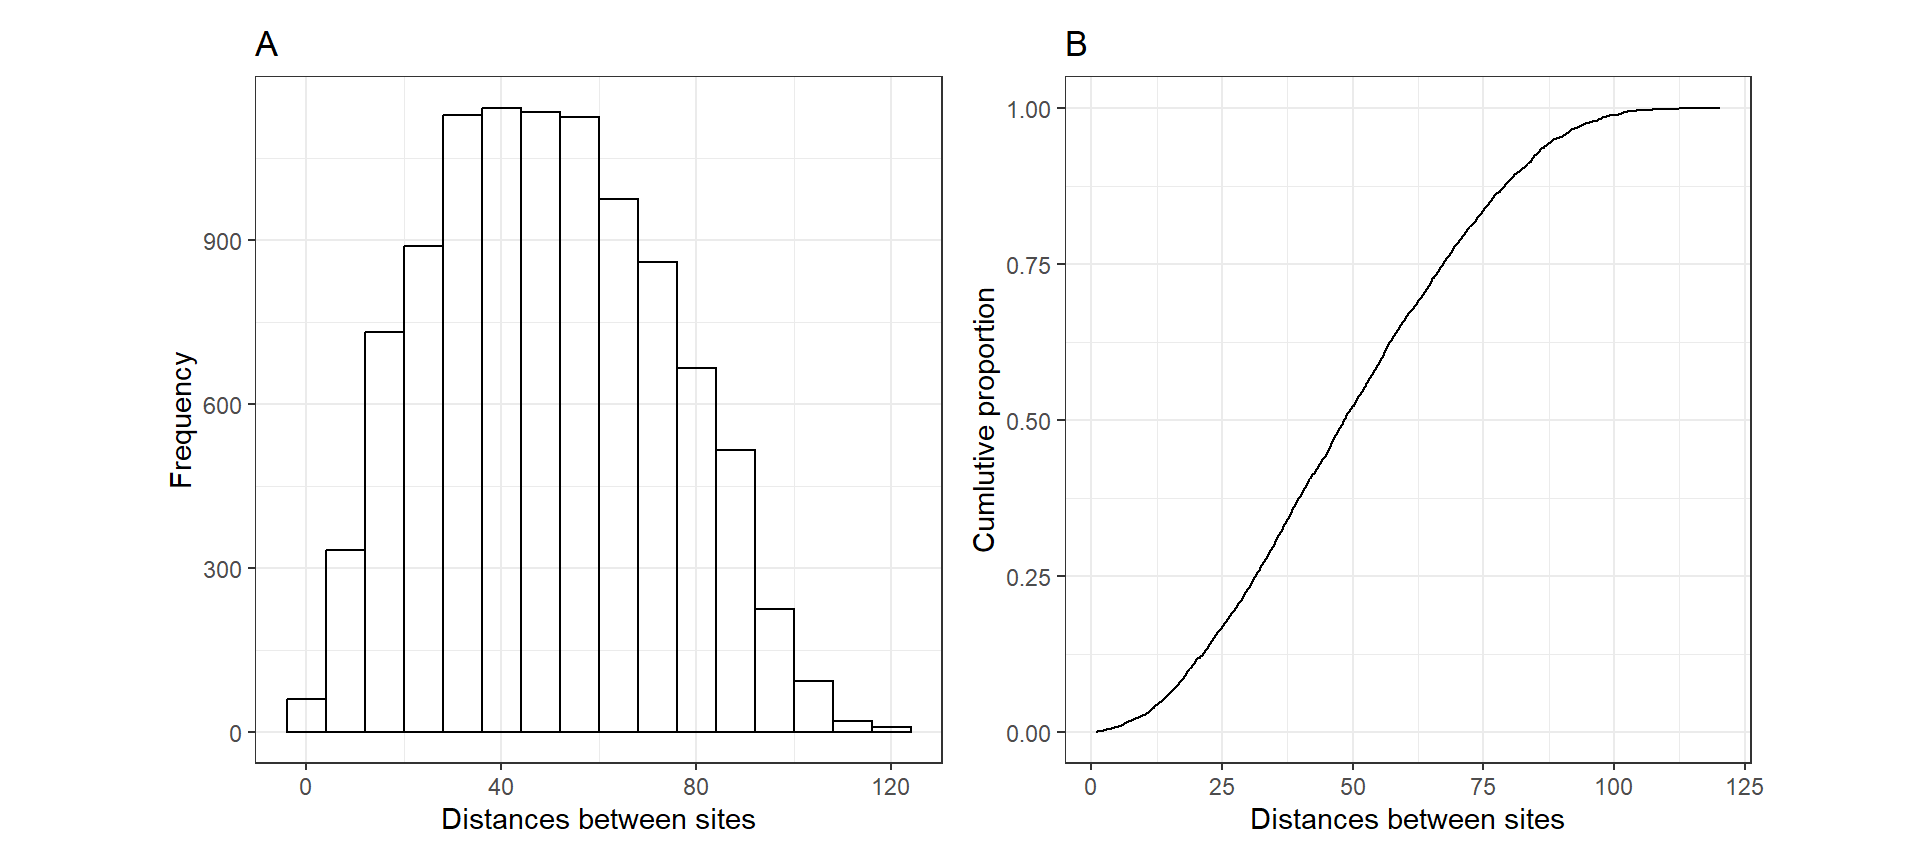 A
Frequency
900
600
300
0
0 40 80 120
Distances between sites
B
Cumlutive proportion
1.00
0.75
0.50
0.25
0.00
0 25 50 75 100 125
Distances between sites